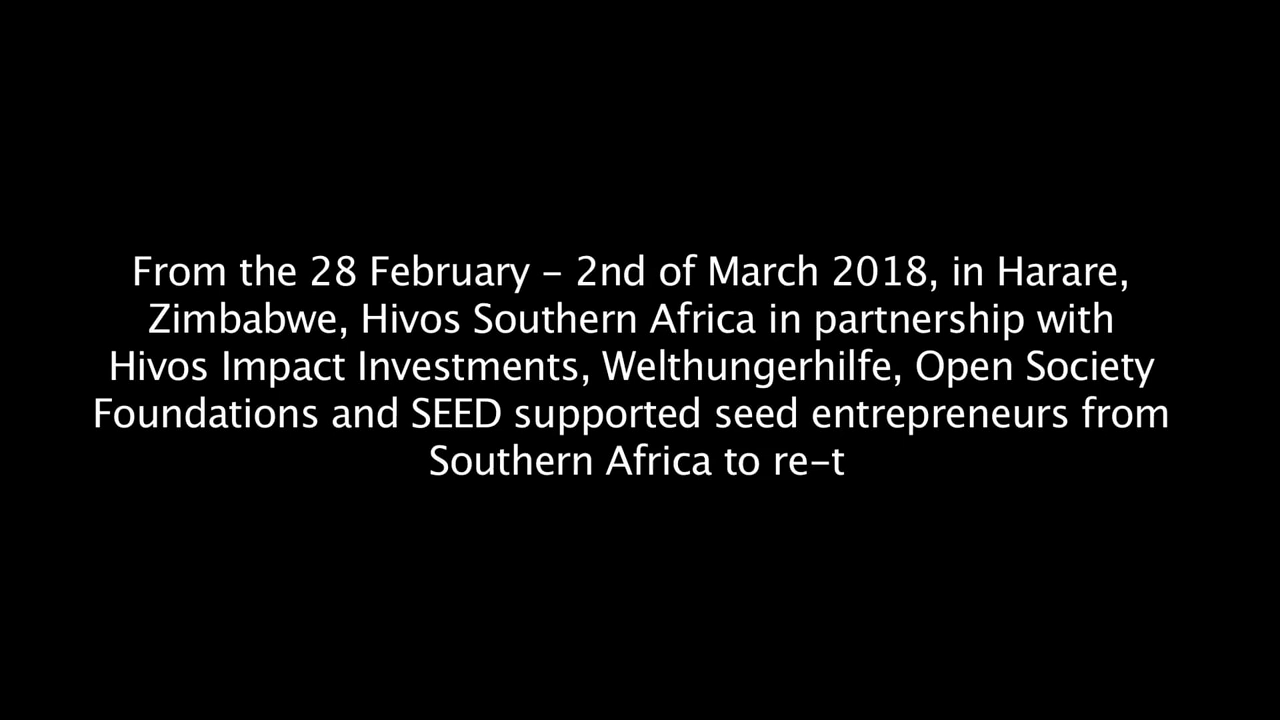 From the 28 February – 2nd of March 2018, in Harare,
Zimbabwe, Hivos Southern Africa in partnership with
Hivos Impact Investments, Welthungerhilfe, Open Society
Foundations and SEED supported seed entrepreneurs from
Southern Africa to re–t